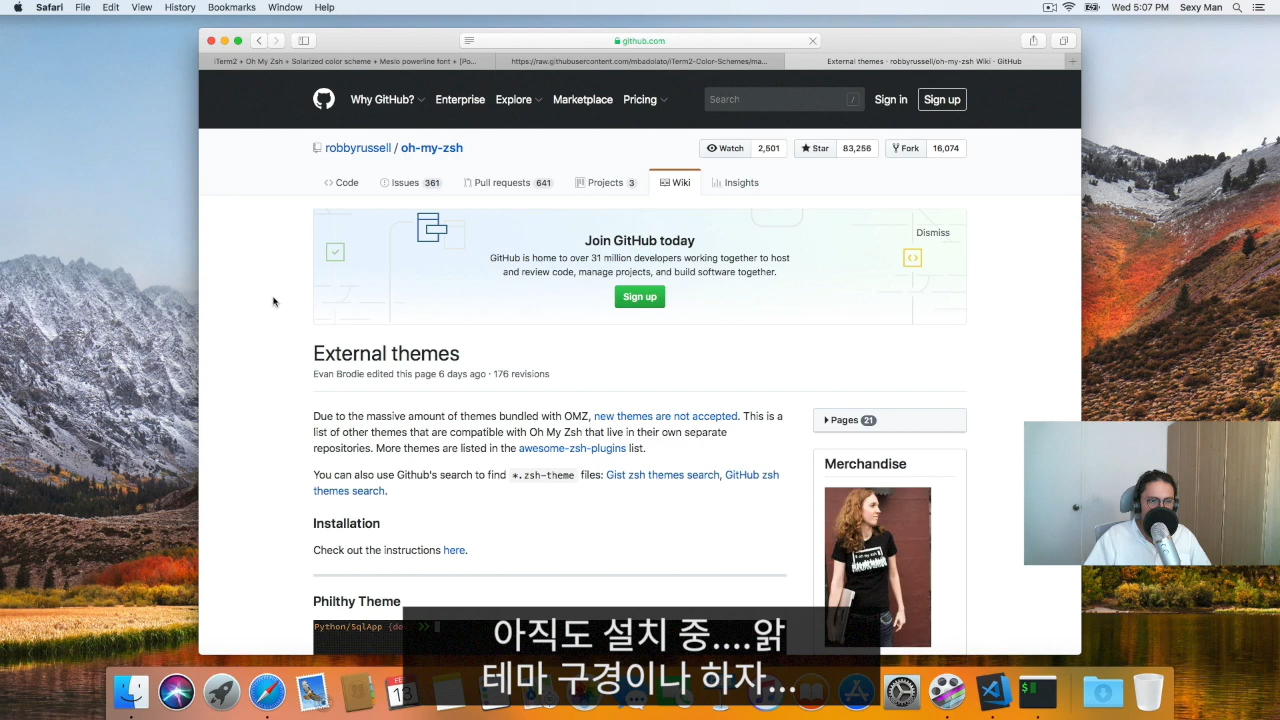 Safari File Edit View History Bookmarks Window Help
Wed 5:07 PM Sexy Man
github.com
iTerm2 + Oh My Zsh + Solarized color scheme + Meslo powerline font + [Po...
https://raw.githubusercontent.com/mbadolato/iTerm2-Color-Schemes/ma...
External themes · robbyrussell/oh-my-zsh Wiki · GitHub
Why GitHub? Enterprise Explore Marketplace Pricing
Search /
Sign in Sign up
robbyrussell / oh-my-zsh
Watch 2,501 Star 83,256 Fork 16,074
Code Issues 361 Pull requests 641 Projects 3 Wiki Insights
Dismiss
Join GitHub today
GitHub is home to over 31 million developers working together to host
and review code, manage projects, and build software together.
Sign up
External themes
Evan Brodie edited this page 6 days ago · 176 revisions
Due to the massive amount of themes bundled with OMZ, new themes are not accepted. This is a
list of other themes that are compatible with Oh My Zsh that live in their own separate
repositories. More themes are listed in the awesome-zsh-plugins list.
You can also use Github's search to find *.zsh-theme files: Gist zsh themes search, GitHub zsh
themes search.
Installation
Check out the instructions here.
Philthy Theme
Python/SqlApp {de >>
Pages 21
Merchandise
아직도 설치 중....앍
테마 구경이나 하자...
FEB
13